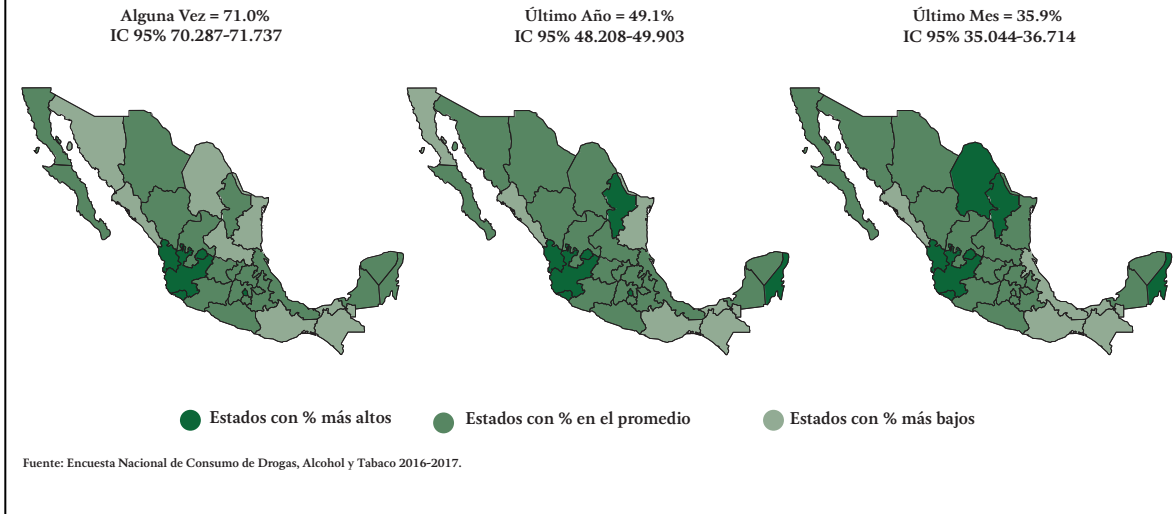 Alguna Vez = 71.0%
IC 95% 70.287-71.737
Último Año = 49.1%
IC 95% 48.208-49.903
Último Mes = 35.9%
IC 95% 35.044-36.714
Estados con % más altos
Estados con % en el promedio
Estados con % más bajos
Fuente: Encuesta Nacional de Consumo de Drogas, Alcohol y Tabaco 2016-2017.